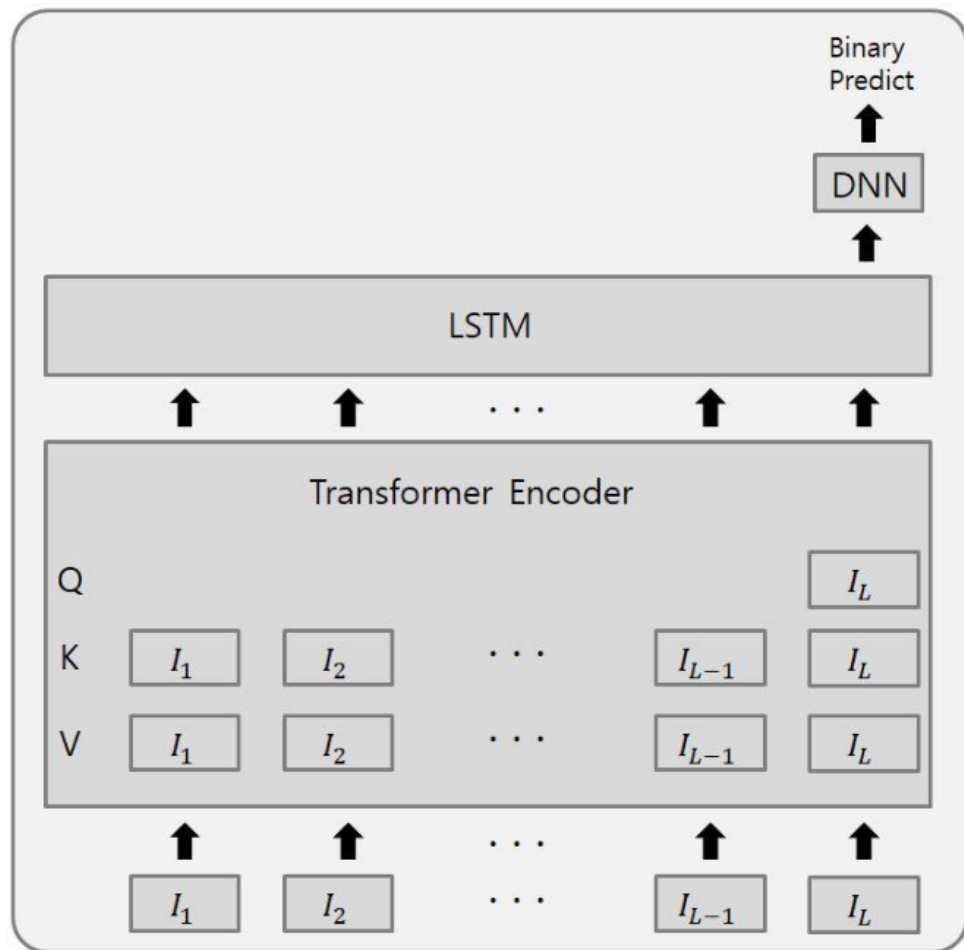 Binary
Predict
DNN
LSTM
. . .
Transformer Encoder
Q I_L
K I_1 I_2 . . . I_{L-1} I_L
V I_1 I_2 . . . I_{L-1} I_L
. . .
I_1 I_2 . . . I_{L-1} I_L